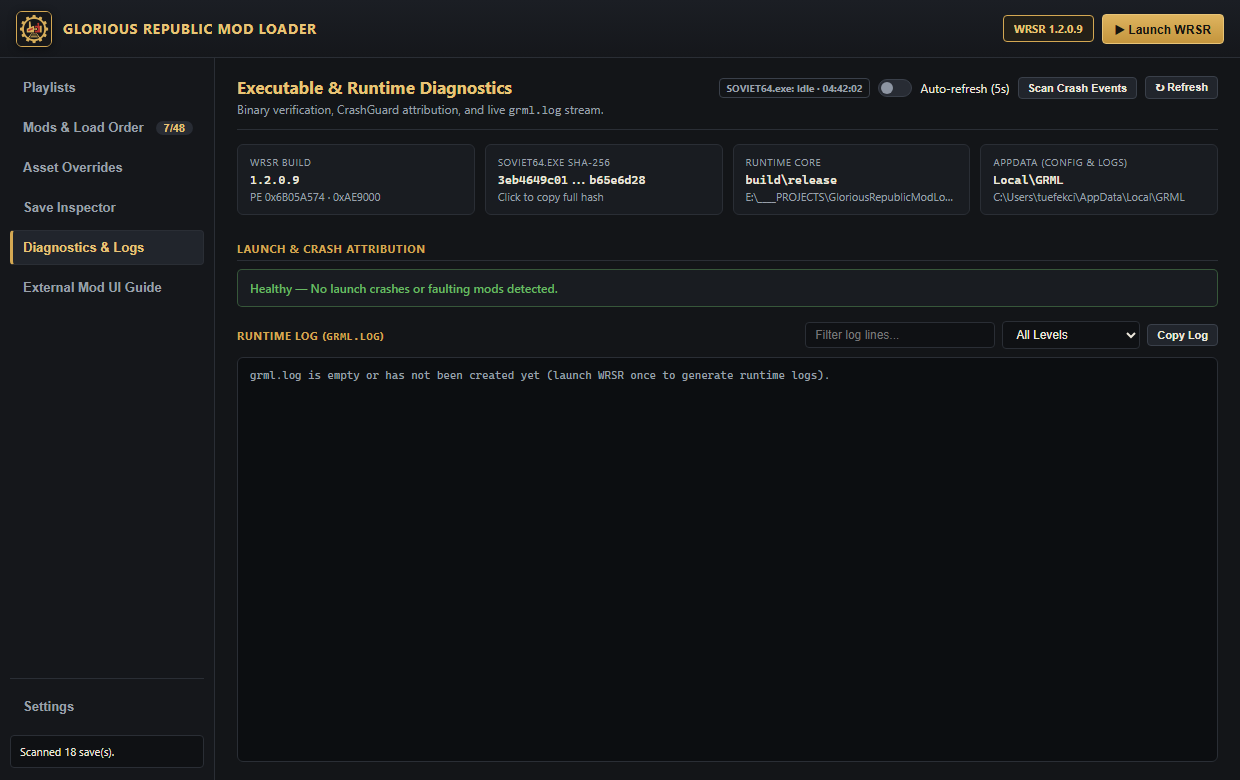 GLORIOUS REPUBLIC MOD LOADER
WRSR 1.2.0.9
▶ Launch WRSR
Playlists
Mods & Load Order 7/48
Asset Overrides
Save Inspector
Diagnostics & Logs
External Mod UI Guide
Settings
Scanned 18 save(s).
Executable & Runtime Diagnostics
Binary verification, CrashGuard attribution, and live grml.log stream.
SOVIET64.exe: Idle · 04:42:02
Auto-refresh (5s)
Scan Crash Events
↻ Refresh
WRSR BUILD
1.2.0.9
PE 0x6B05A574 · 0xAE9000
SOVIET64.EXE SHA-256
3eb4649c01 … b65e6d28
Click to copy full hash
RUNTIME CORE
build\release
E:\___PROJECTS\GloriousRepublicModLo...
APPDATA (CONFIG & LOGS)
Local\GRML
C:\Users\tuefekci\AppData\Local\GRML
LAUNCH & CRASH ATTRIBUTION
Healthy — No launch crashes or faulting mods detected.
RUNTIME LOG (GRML.LOG)
Filter log lines...
All Levels
Copy Log
grml.log is empty or has not been created yet (launch WRSR once to generate runtime logs).